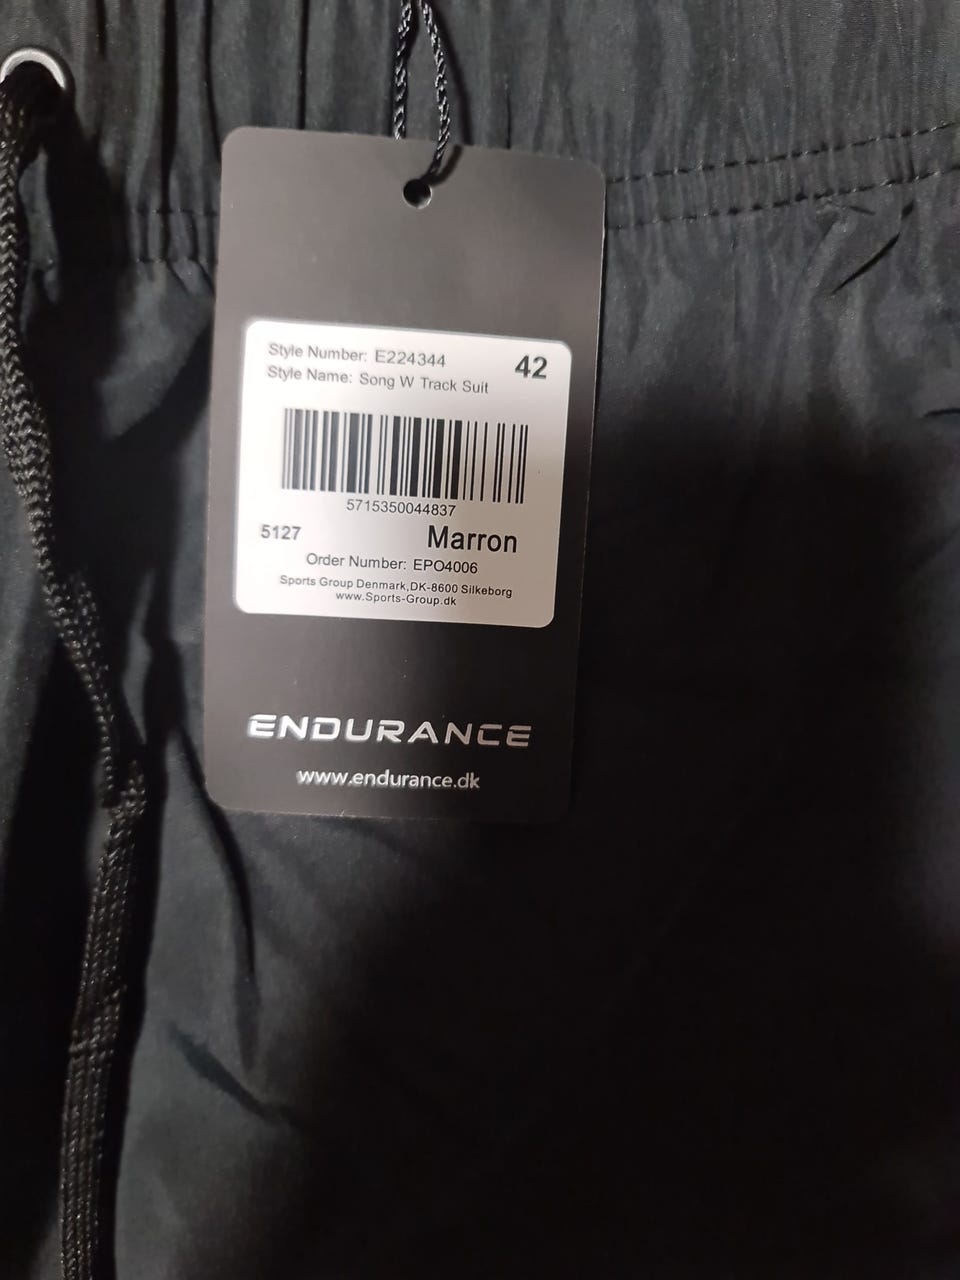 Style Number: E224344
42
Style Name: Song W Track Suit
5715350044837
5127
Marron
Order Number: EPO4006
Sports Group Denmark,DK-8600 Silkeborg
www.Sports-Group.dk
ENDURANCE
www.endurance.dk